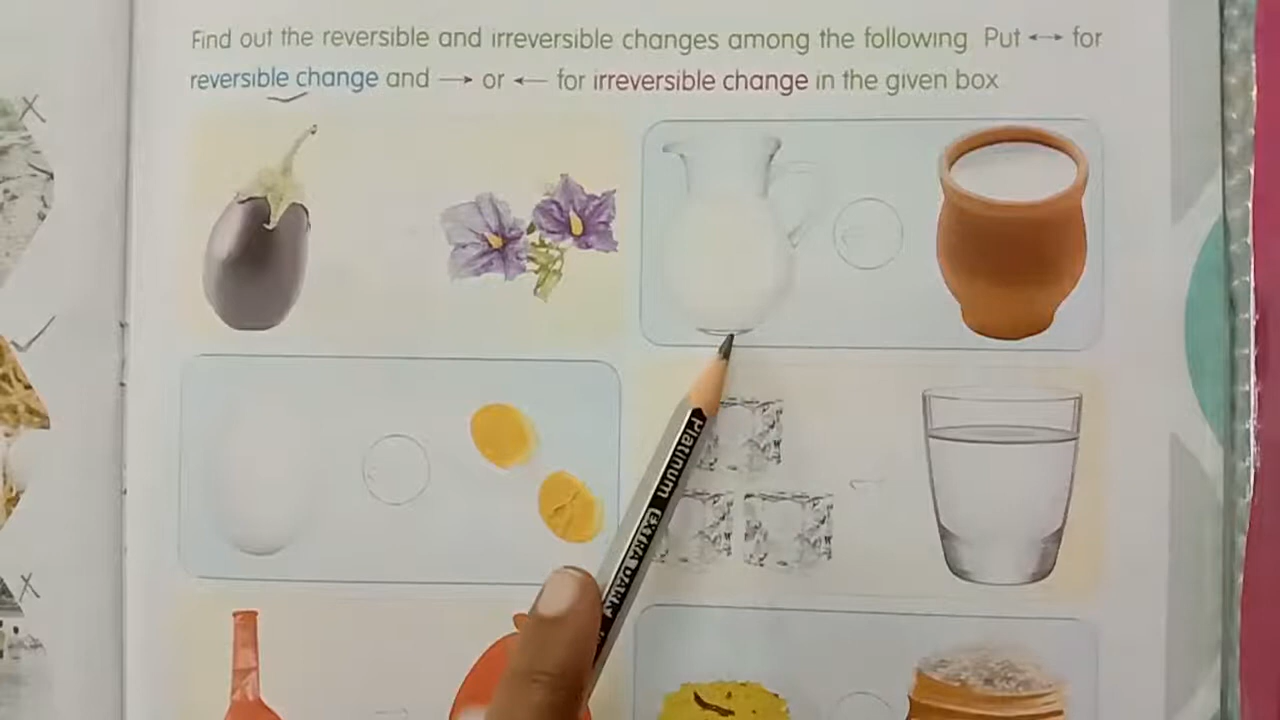 Find out the reversible and irreversible changes among the following Put ←→ for
reversible change and → or ← for irreversible change in the given box
Platinum EXTRA DARK